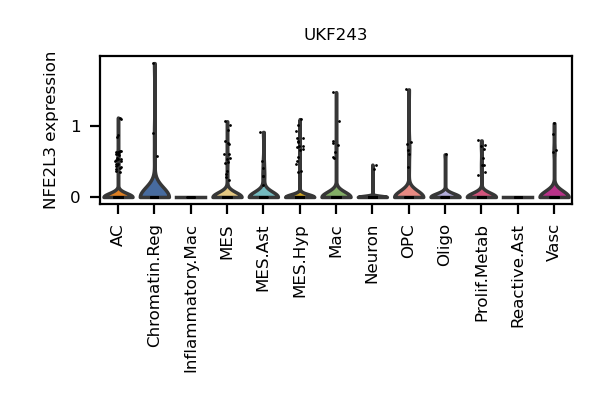 UKF243
NFE2L3 expression
1
0
AC
Chromatin.Reg
Inflammatory.Mac
MES
MES.Ast
MES.Hyp
Mac
Neuron
OPC
Oligo
Prolif.Metab
Reactive.Ast
Vasc